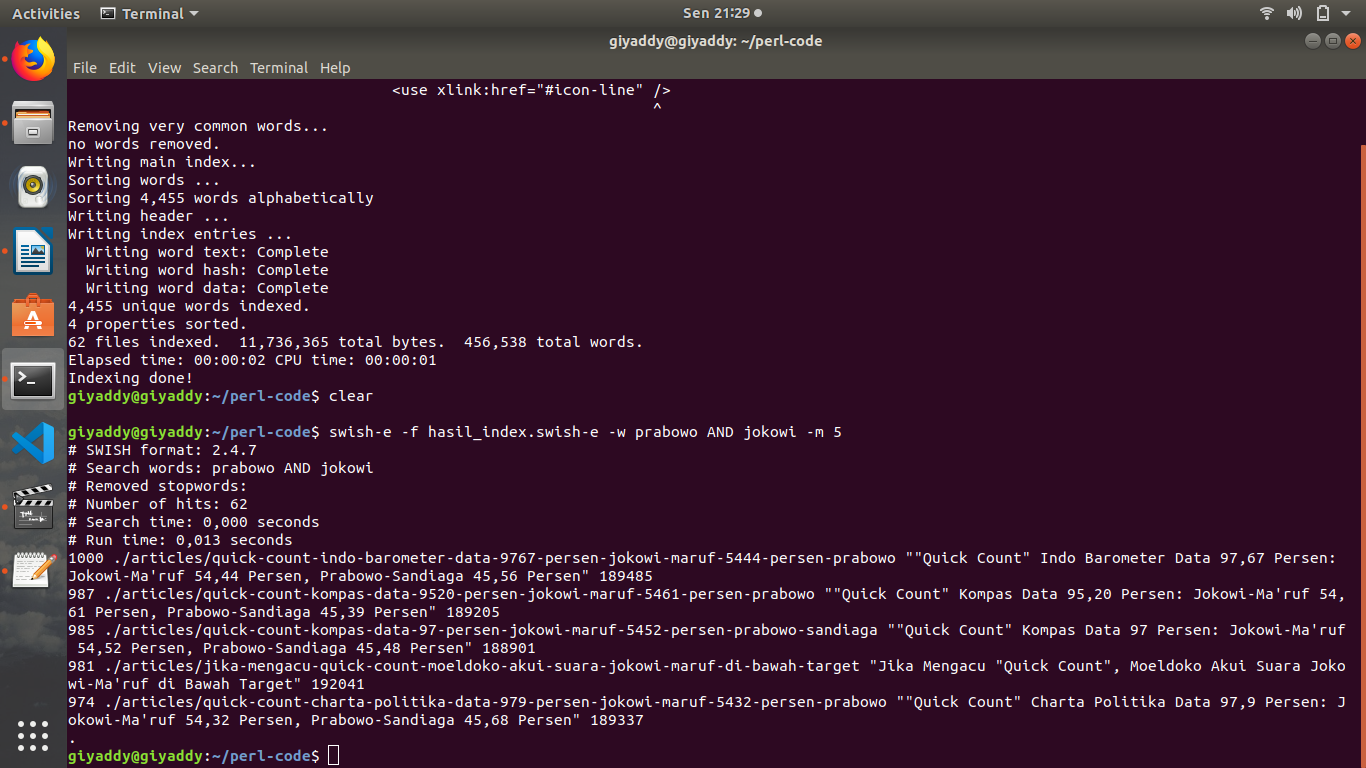 Activities Terminal Sen 21:29
giyaddy@giyaddy: ~/perl-code
File Edit View Search Terminal Help
<use xlink:href="#icon-line" />
^
Removing very common words...
no words removed.
Writing main index...
Sorting words ...
Sorting 4,455 words alphabetically
Writing header ...
Writing index entries ...
Writing word text: Complete
Writing word hash: Complete
Writing word data: Complete
4,455 unique words indexed.
4 properties sorted.
62 files indexed.  11,736,365 total bytes.  456,538 total words.
Elapsed time: 00:00:02 CPU time: 00:00:01
Indexing done!
giyaddy@giyaddy:~/perl-code$ clear
giyaddy@giyaddy:~/perl-code$ swish-e -f hasil_index.swish-e -w prabowo AND jokowi -m 5
# SWISH format: 2.4.7
# Search words: prabowo AND jokowi
# Removed stopwords:
# Number of hits: 62
# Search time: 0,000 seconds
# Run time: 0,013 seconds
1000 ./articles/quick-count-indo-barometer-data-9767-persen-jokowi-maruf-5444-persen-prabowo ""Quick Count" Indo Barometer Data 97,67 Persen:
Jokowi-Ma'ruf 54,44 Persen, Prabowo-Sandiaga 45,56 Persen" 189485
987 ./articles/quick-count-kompas-data-9520-persen-jokowi-maruf-5461-persen-prabowo ""Quick Count" Kompas Data 95,20 Persen: Jokowi-Ma'ruf 54,
61 Persen, Prabowo-Sandiaga 45,39 Persen" 189205
985 ./articles/quick-count-kompas-data-97-persen-jokowi-maruf-5452-persen-prabowo-sandiaga ""Quick Count" Kompas Data 97 Persen: Jokowi-Ma'ruf
54,52 Persen, Prabowo-Sandiaga 45,48 Persen" 188901
981 ./articles/jika-mengacu-quick-count-moeldoko-akui-suara-jokowi-maruf-di-bawah-target "Jika Mengacu "Quick Count", Moeldoko Akui Suara Joko
wi-Ma'ruf di Bawah Target" 192041
974 ./articles/quick-count-charta-politika-data-979-persen-jokowi-maruf-5432-persen-prabowo ""Quick Count" Charta Politika Data 97,9 Persen: J
okowi-Ma'ruf 54,32 Persen, Prabowo-Sandiaga 45,68 Persen" 189337
.
giyaddy@giyaddy:~/perl-code$